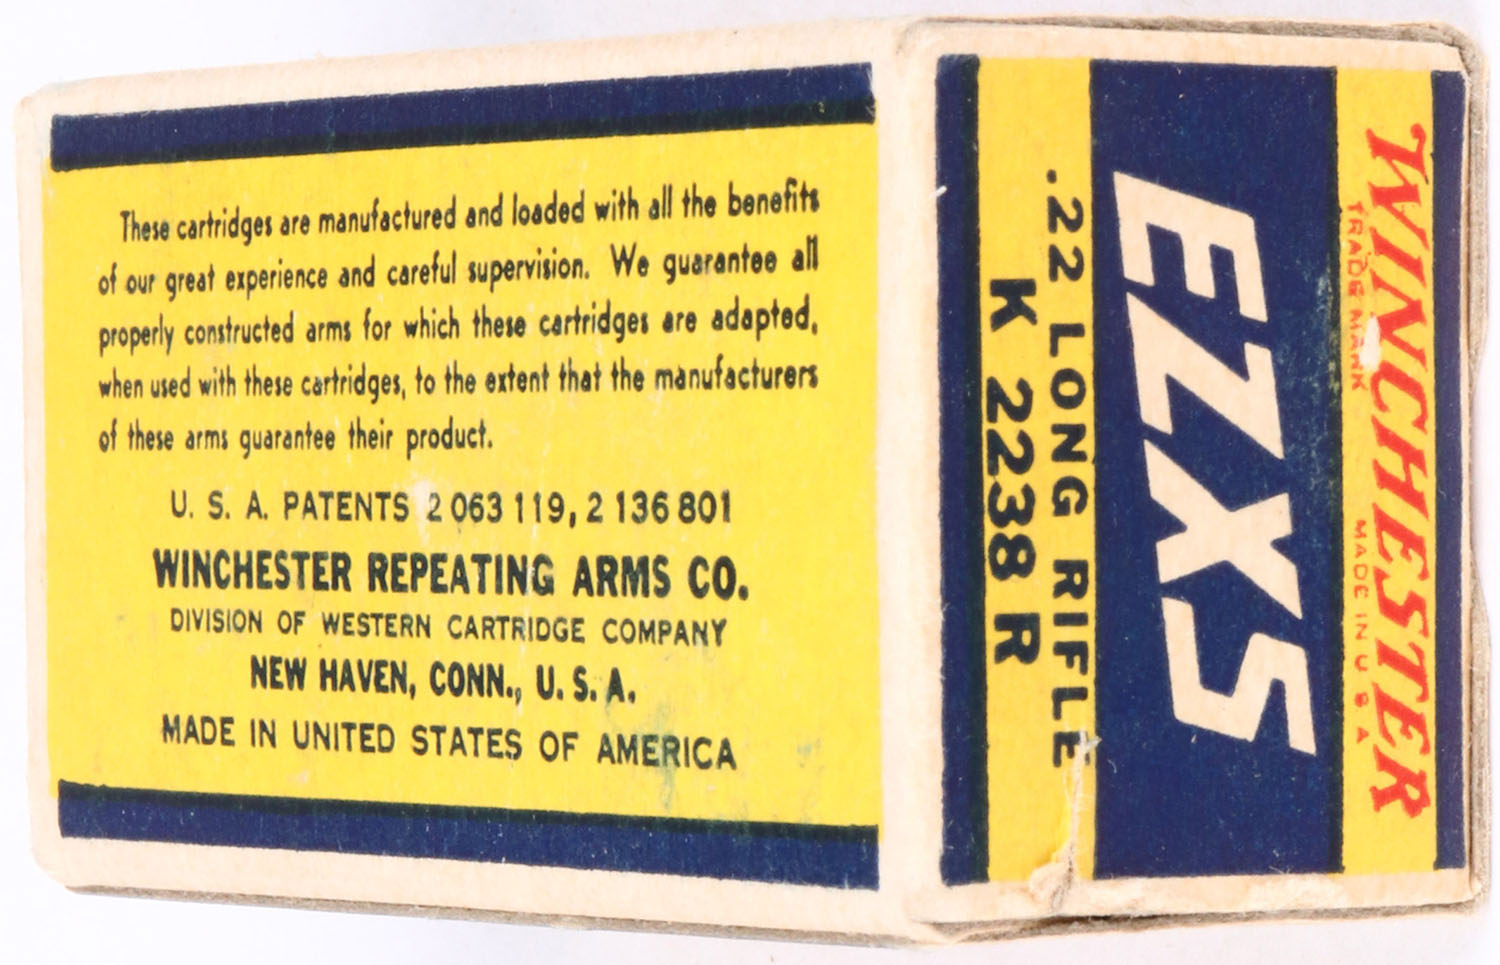 These cartridges are manufactured and loaded with all the benefits
of our great experience and careful supervision. We guarantee all
properly constructed arms for which these cartridges are adapted,
when used with these cartridges, to the extent that the manufacturers
of these arms guarantee their product.
U. S. A. PATENTS 2 063 119, 2 136 801
WINCHESTER REPEATING ARMS CO.
DIVISION OF WESTERN CARTRIDGE COMPANY
NEW HAVEN, CONN., U. S. A.
MADE IN UNITED STATES OF AMERICA
WINCHESTER
TRADE MARK MADE IN U S A
EZXS
.22 LONG RIFLE
K 2238 R